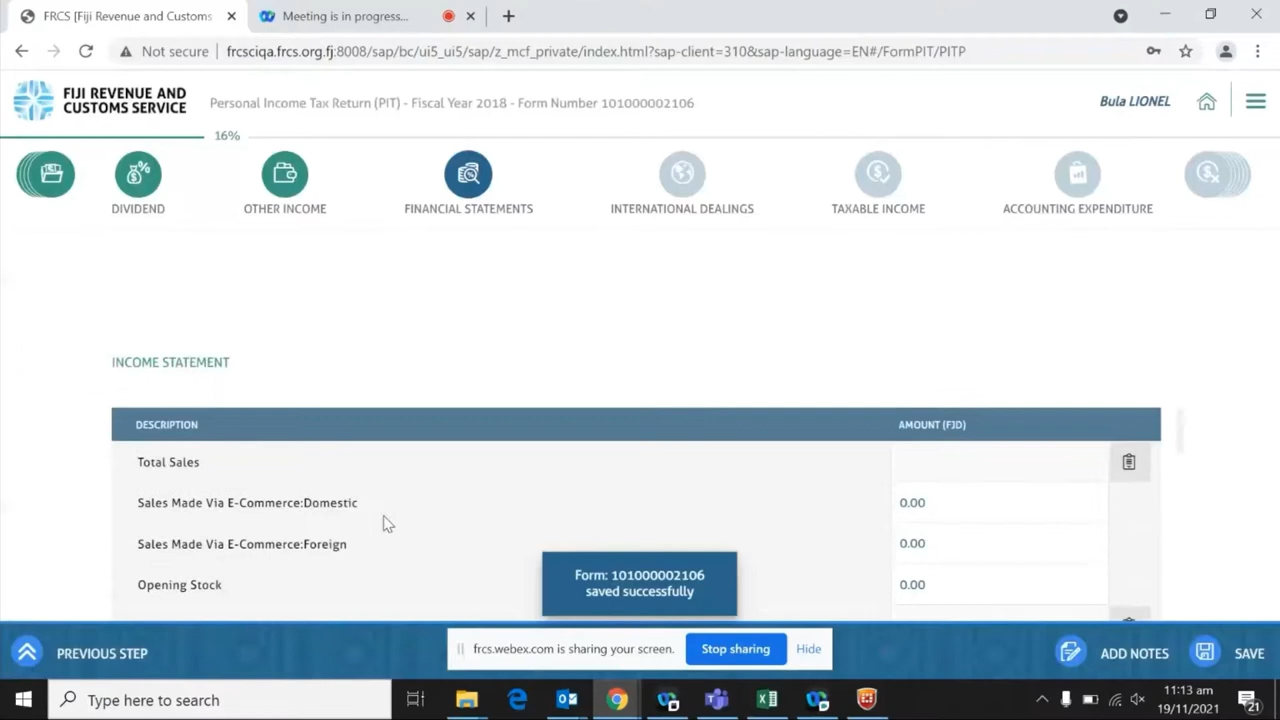 FRCS [Fiji Revenue and Customs
Meeting is in progress...
Not secure
frcsciqa.frcs.org.fj:8008/sap/bc/ui5_ui5/sap/z_mcf_private/index.html?sap-client=310&sap-language=EN#/FormPIT/PITP
FIJI REVENUE AND
CUSTOMS SERVICE
Personal Income Tax Return (PIT) - Fiscal Year 2018 - Form Number 101000002106
Bula LIONEL
16%
DIVIDEND
OTHER INCOME
FINANCIAL STATEMENTS
INTERNATIONAL DEALINGS
TAXABLE INCOME
ACCOUNTING EXPENDITURE
INCOME STATEMENT
DESCRIPTION
AMOUNT (FJD)
Total Sales
Sales Made Via E-Commerce:Domestic
0.00
Sales Made Via E-Commerce:Foreign
0.00
Opening Stock
0.00
Form: 101000002106
saved successfully
PREVIOUS STEP
frcs.webex.com is sharing your screen.
Stop sharing
Hide
ADD NOTES
SAVE
Type here to search
11:13 am
19/11/2021
21